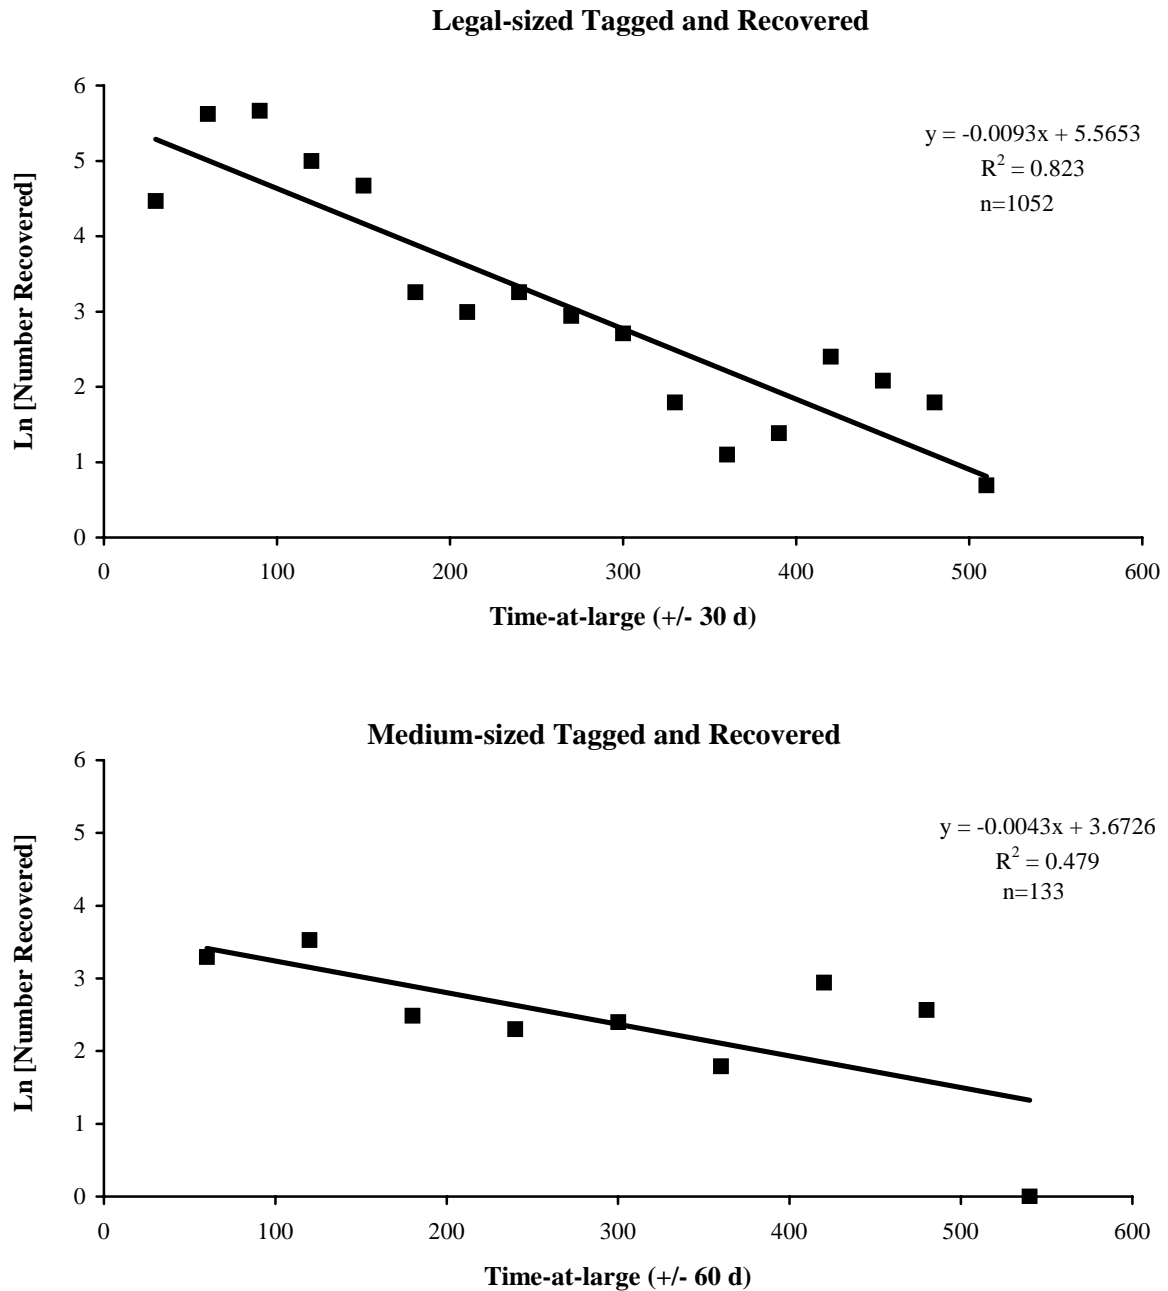 Legal-sized Tagged and Recovered
6
5
4
3
2
1
0
Ln [Number Recovered]
y = -0.0093x + 5.5653
R² = 0.823
n=1052
0 100 200 300 400 500 600
Time-at-large (+/- 30 d)
Medium-sized Tagged and Recovered
6
5
4
3
2
1
0
Ln [Number Recovered]
y = -0.0043x + 3.6726
R² = 0.479
n=133
0 100 200 300 400 500 600
Time-at-large (+/- 60 d)